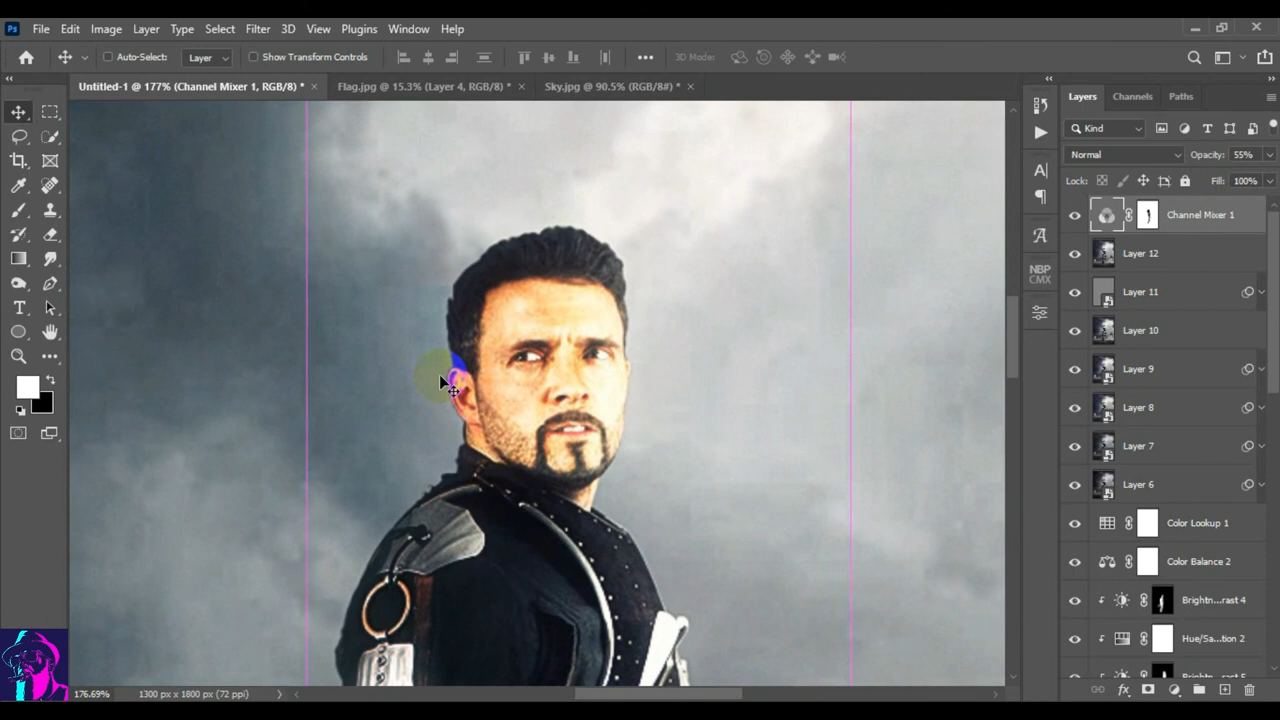 Ps File Edit Image Layer Type Select Filter 3D View Plugins Window Help
Auto-Select: Layer Show Transform Controls 3D Mode:
Untitled-1 @ 177% (Channel Mixer 1, RGB/8) * Flag.jpg @ 15.3% (Layer 4, RGB/8) * Sky.jpg @ 90.5% (RGB/8#) *
Layers Channels Paths
Kind
Normal Opacity: 55%
Lock: Fill: 100%
Channel Mixer 1
Layer 12
Layer 11
Layer 10
Layer 9
Layer 8
Layer 7
Layer 6
Color Lookup 1
Color Balance 2
Brightn...rast 4
Hue/Sa...tion 2
NBP
CMX
176.69% 1300 px x 1800 px (72 ppi)